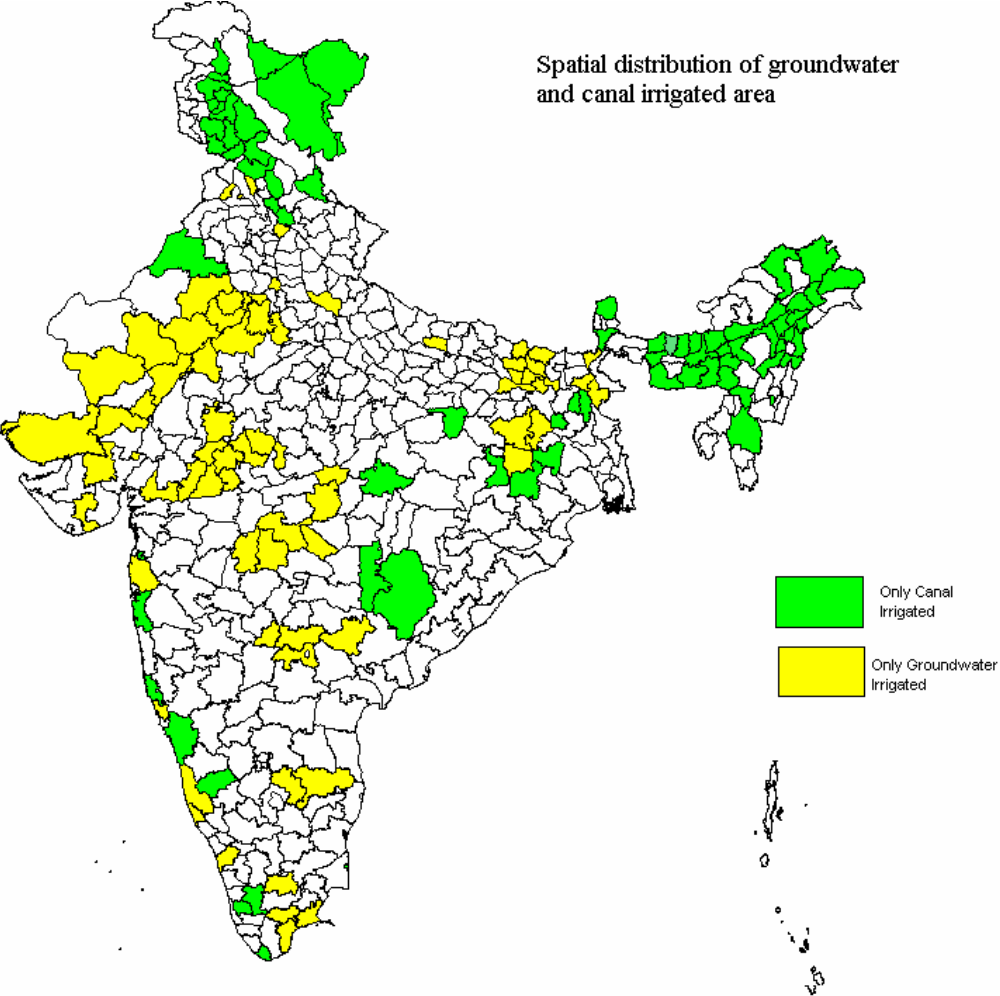 Spatial distribution of groundwater
and canal irrigated area
Only Canal
Irrigated
Only Groundwater
Irrigated